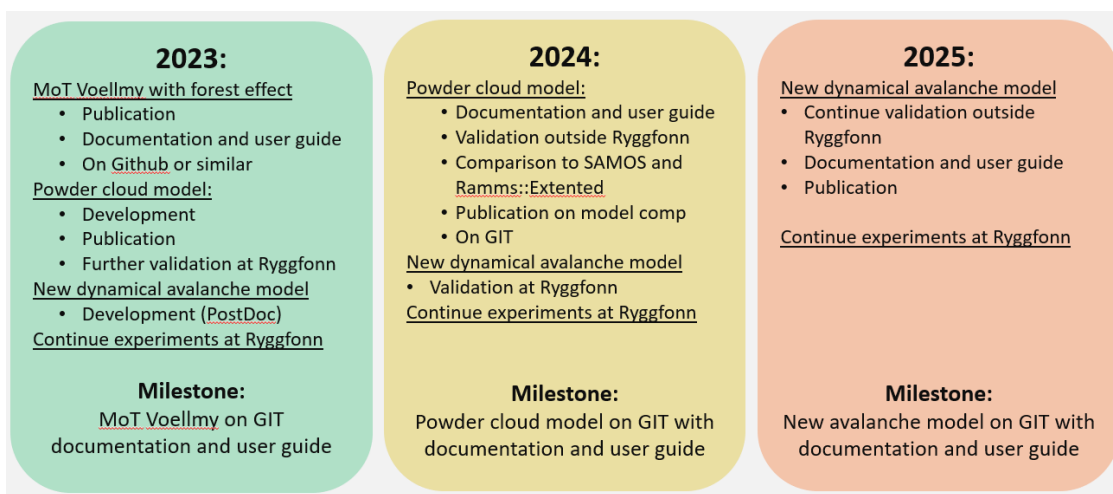 2023:
MoT Voellmy with forest effect
• Publication
• Documentation and user guide
• On Github or similar
Powder cloud model:
• Development
• Publication
• Further validation at Ryggfonn
New dynamical avalanche model
• Development (PostDoc)
Continue experiments at Ryggfonn
Milestone:
MoT Voellmy on GIT
documentation and user guide
2024:
Powder cloud model:
• Documentation and user guide
• Validation outside Ryggfonn
• Comparison to SAMOS and
Ramms::Extented
• Publication on model comp
• On GIT
New dynamical avalanche model
• Validation at Ryggfonn
Continue experiments at Ryggfonn
Milestone:
Powder cloud model on GIT with
documentation and user guide
2025:
New dynamical avalanche model
• Continue validation outside
Ryggfonn
• Documentation and user guide
• Publication
Continue experiments at Ryggfonn
Milestone:
New avalanche model on GIT with
documentation and user guide